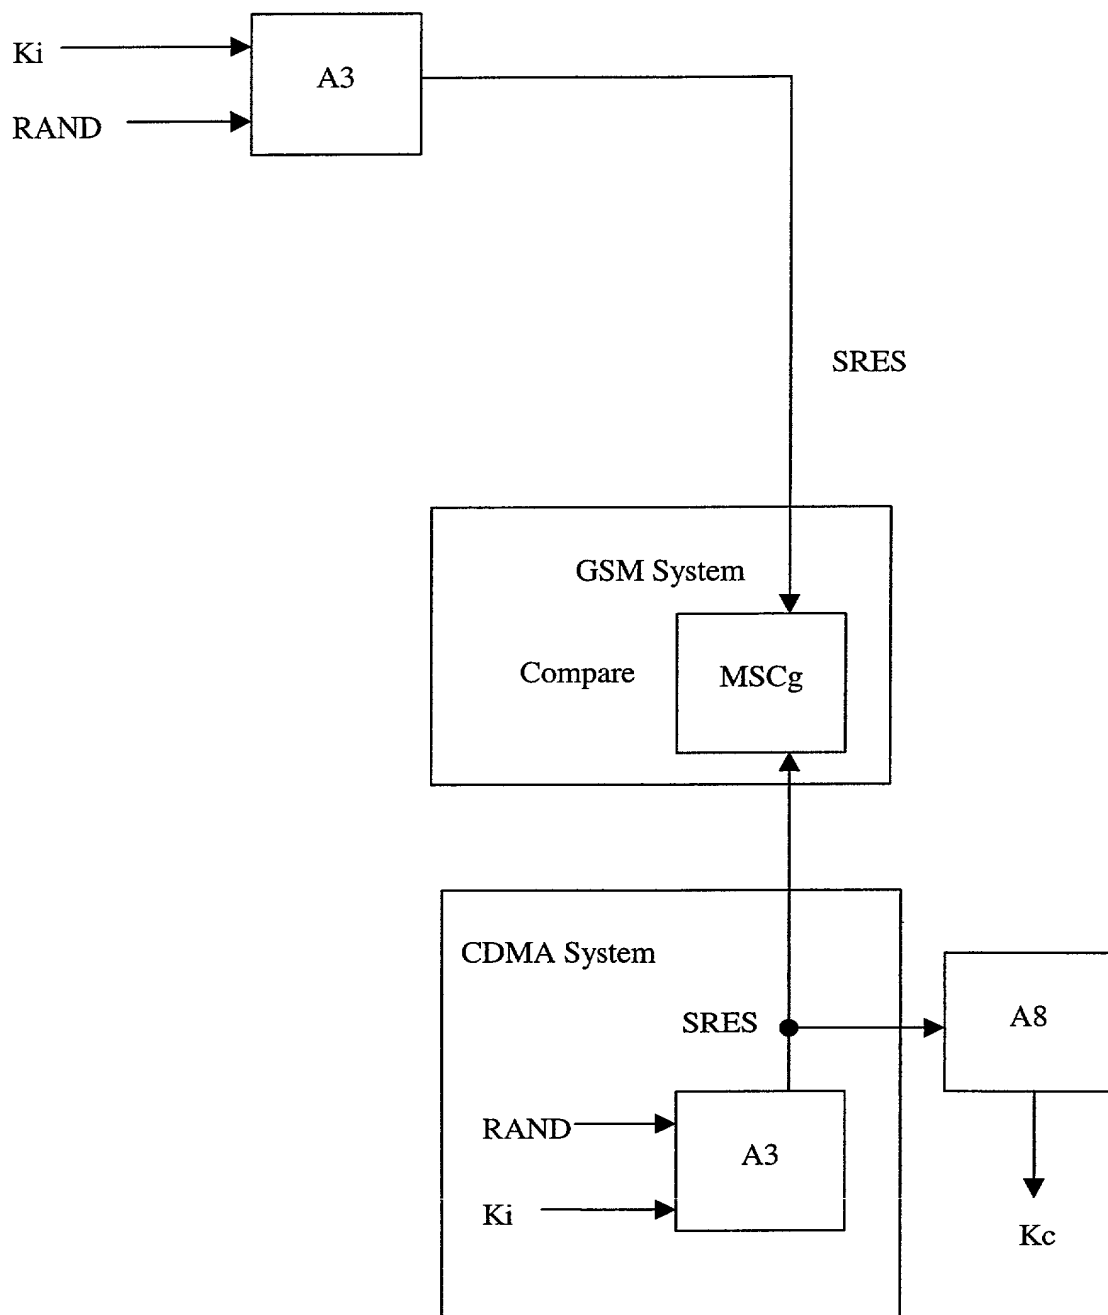 Ki
A3
RAND
SRES
GSM System
Compare
MSCg
CDMA System
SRES
A8
RAND
A3
Ki
Kc